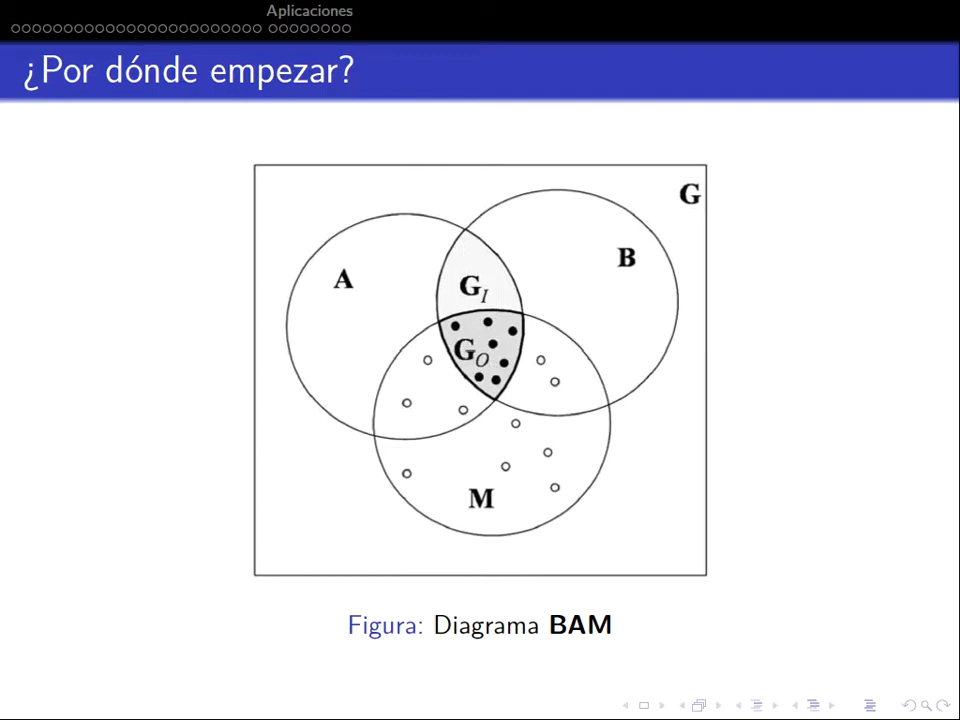 Aplicaciones
¿Por dónde empezar?
G
B
A
G_I
G_O
M
Figura: Diagrama BAM